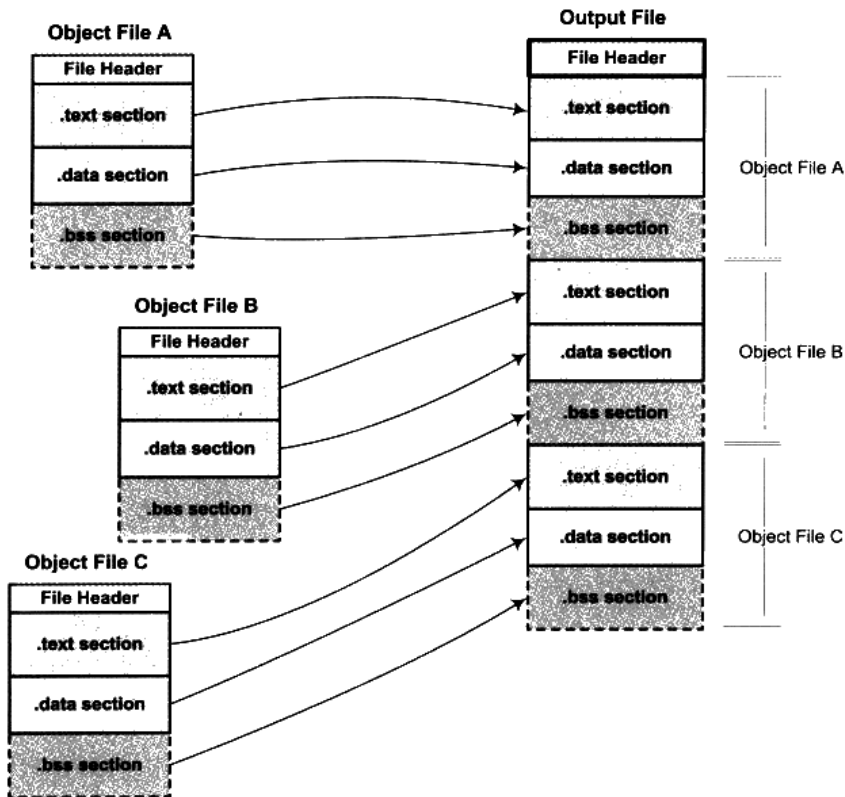 Object File A
File Header
.text section
.data section
.bss section
Object File B
File Header
.text section
.data section
.bss section
Object File C
File Header
.text section
.data section
.bss section
Output File
File Header
.text section
.data section
.bss section
.text section
.data section
.bss section
.text section
.data section
.bss section
Object File A
Object File B
Object File C